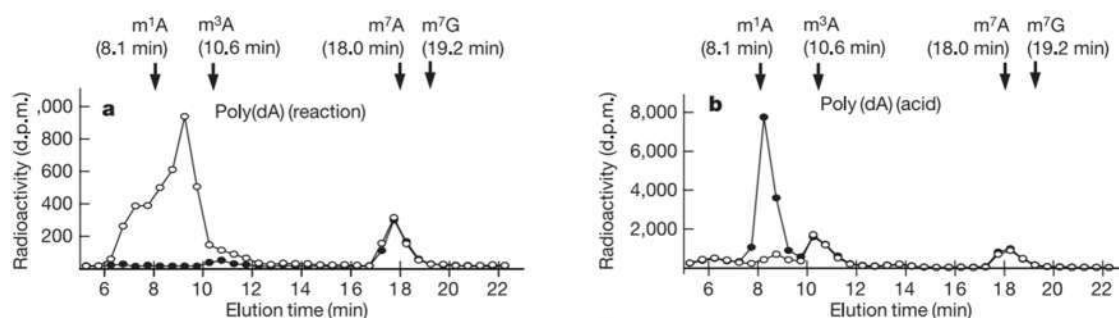 m¹A m³A m⁷A m⁷G
(8.1 min) (10.6 min) (18.0 min) (19.2 min)
a Poly(dA) (reaction)
Radioactivity (d.p.m.)
,000
800
600
400
200
6 8 10 12 14 16 18 20 22
Elution time (min)
m¹A m³A m⁷A m⁷G
(8.1 min) (10.6 min) (18.0 min) (19.2 min)
b Poly (dA) (acid)
Radioactivity (d.p.m.)
8,000
6,000
4,000
2,000
6 8 10 12 14 16 18 20 22
Elution time (min)